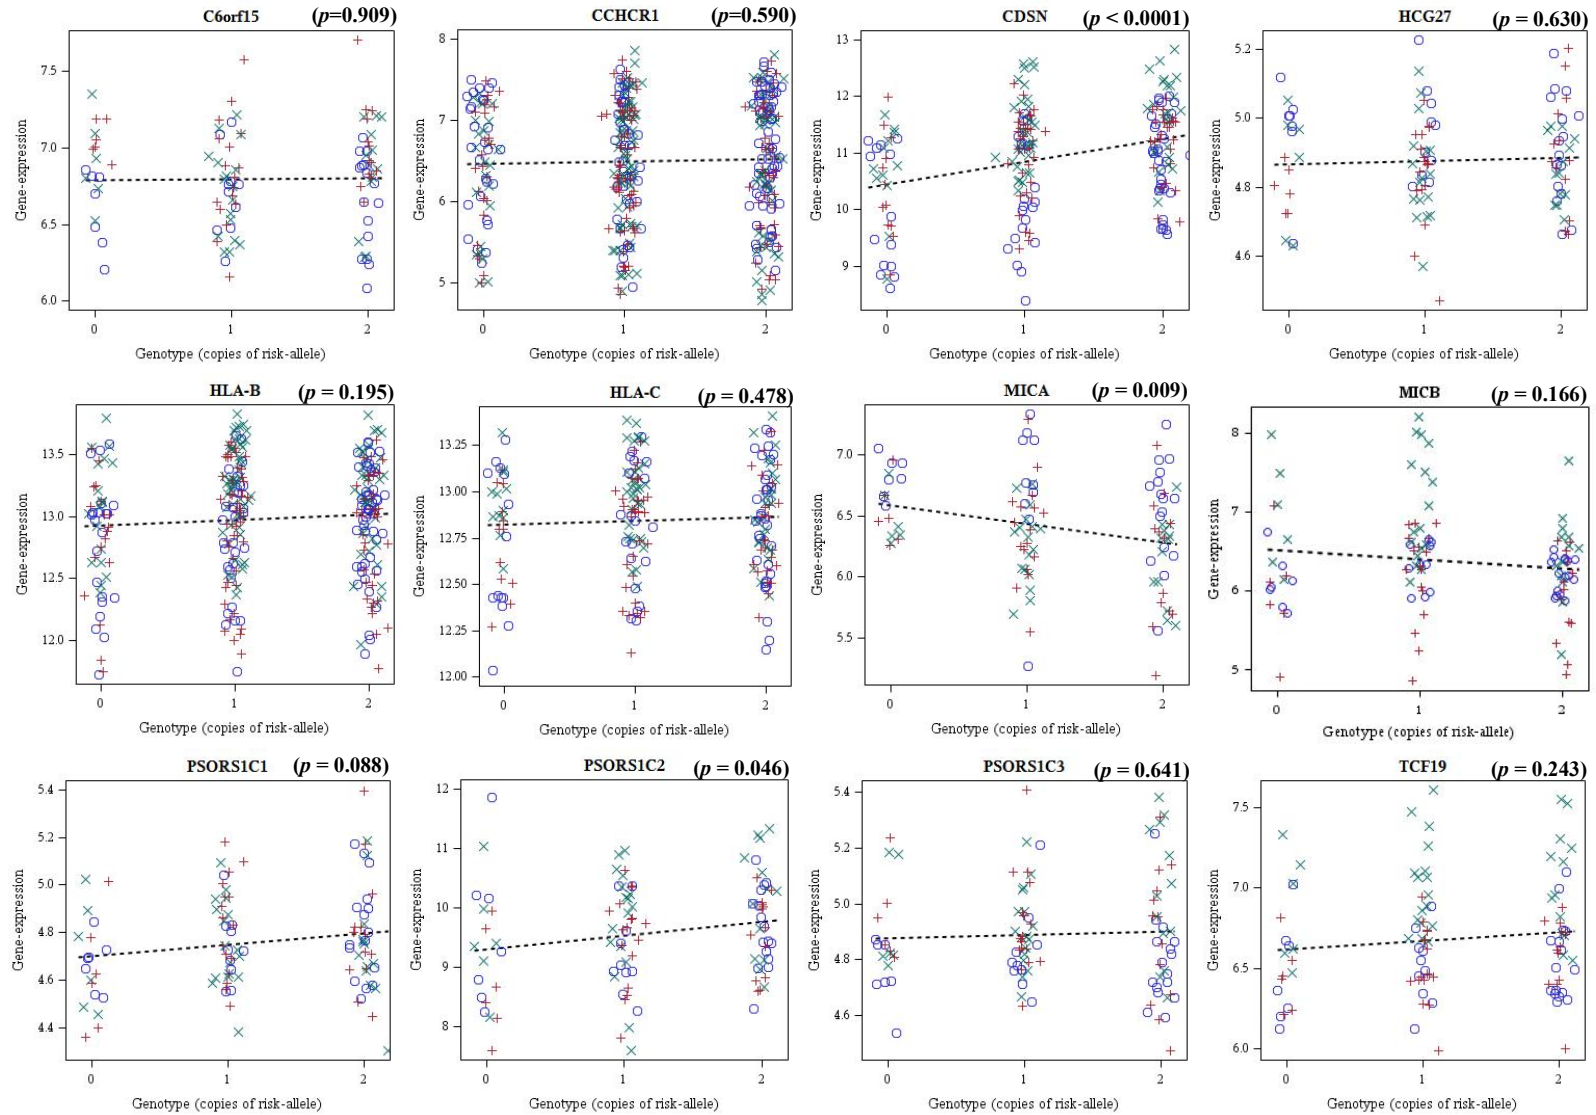 C6orf15 (p=0.909)
Gene-expression
7.5
7.0
6.5
6.0
0 1 2
Genotype (copies of risk-allele)
CCHCR1 (p=0.590)
Gene-expression
8
7
6
5
0 1 2
Genotype (copies of risk-allele)
CDSN (p < 0.0001)
Gene-expression
13
12
11
10
9
0 1 2
Genotype (copies of risk-allele)
HCG27 (p = 0.630)
Gene-expression
5.2
5.0
4.8
4.6
0 1 2
Genotype (copies of risk-allele)
HLA-B (p = 0.195)
Gene-expression
13.5
13.0
12.5
12.0
0 1 2
Genotype (copies of risk-allele)
HLA-C (p = 0.478)
Gene-expression
13.25
13.00
12.75
12.50
12.25
12.00
0 1 2
Genotype (copies of risk-allele)
MICA (p = 0.009)
Gene-expression
7.0
6.5
6.0
5.5
0 1 2
Genotype (copies of risk-allele)
MICB (p = 0.166)
Gene-expression
8
7
6
5
0 1 2
Genotype (copies of risk-allele)
PSORS1C1 (p = 0.088)
Gene-expression
5.4
5.2
5.0
4.8
4.6
4.4
0 1 2
Genotype (copies of risk-allele)
PSORS1C2 (p = 0.046)
Gene-expression
12
11
10
9
8
0 1 2
Genotype (copies of risk-allele)
PSORS1C3 (p = 0.641)
Gene-expression
5.4
5.2
5.0
4.8
4.6
0 1 2
Genotype (copies of risk-allele)
TCF19 (p = 0.243)
Gene-expression
7.5
7.0
6.5
6.0
0 1 2
Genotype (copies of risk-allele)